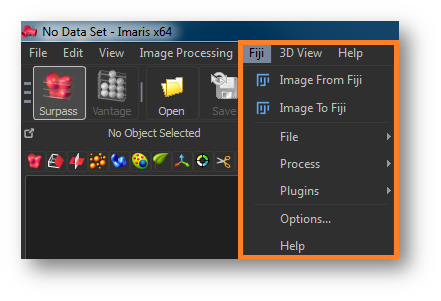 No Data Set - Imaris x64
File Edit View Image Processing Fiji 3D View Help
Surpass Vantage Open Save
No Object Selected
Image From Fiji
Image To Fiji
File
Process
Plugins
Options...
Help